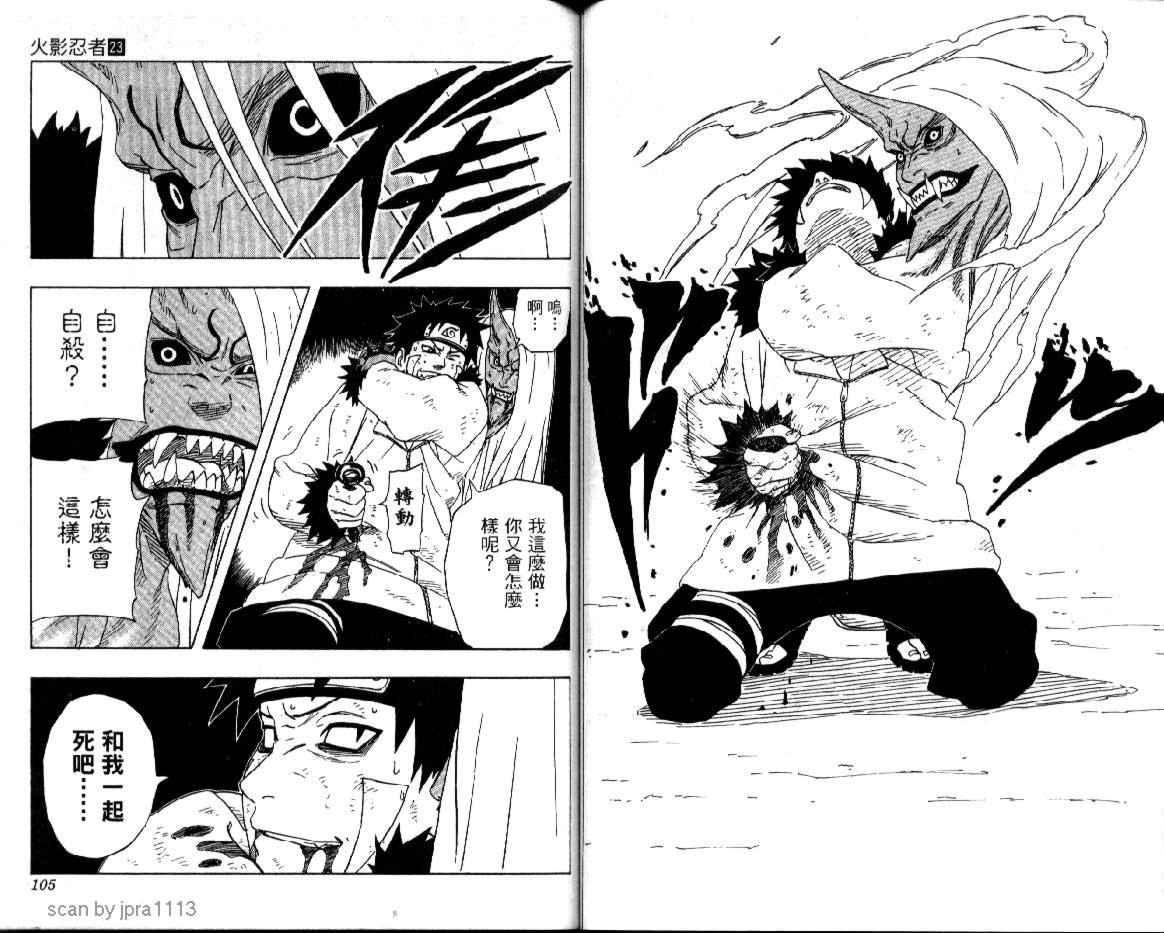 火影忍者23
嗚…
啊…
我這麼做…
你又會怎麼
樣呢？
轉動
自……
自殺？
怎麼會
這樣！
和我一起
死吧……
105
scan by jpra1113